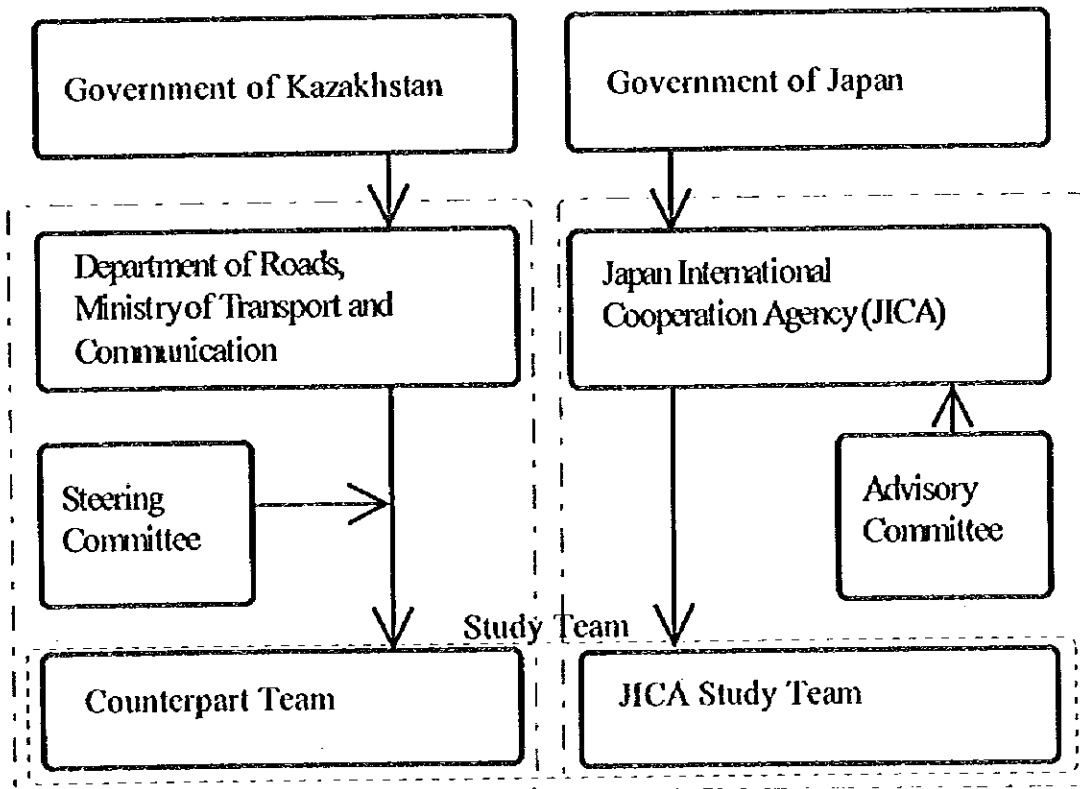 Government of Kazakhstan
Government of Japan
Department of Roads,
Ministry of Transport and
Communication
Japan International
Cooperation Agency (JICA)
Steering
Committee
Advisory
Committee
Study Team
Counterpart Team
JICA Study Team